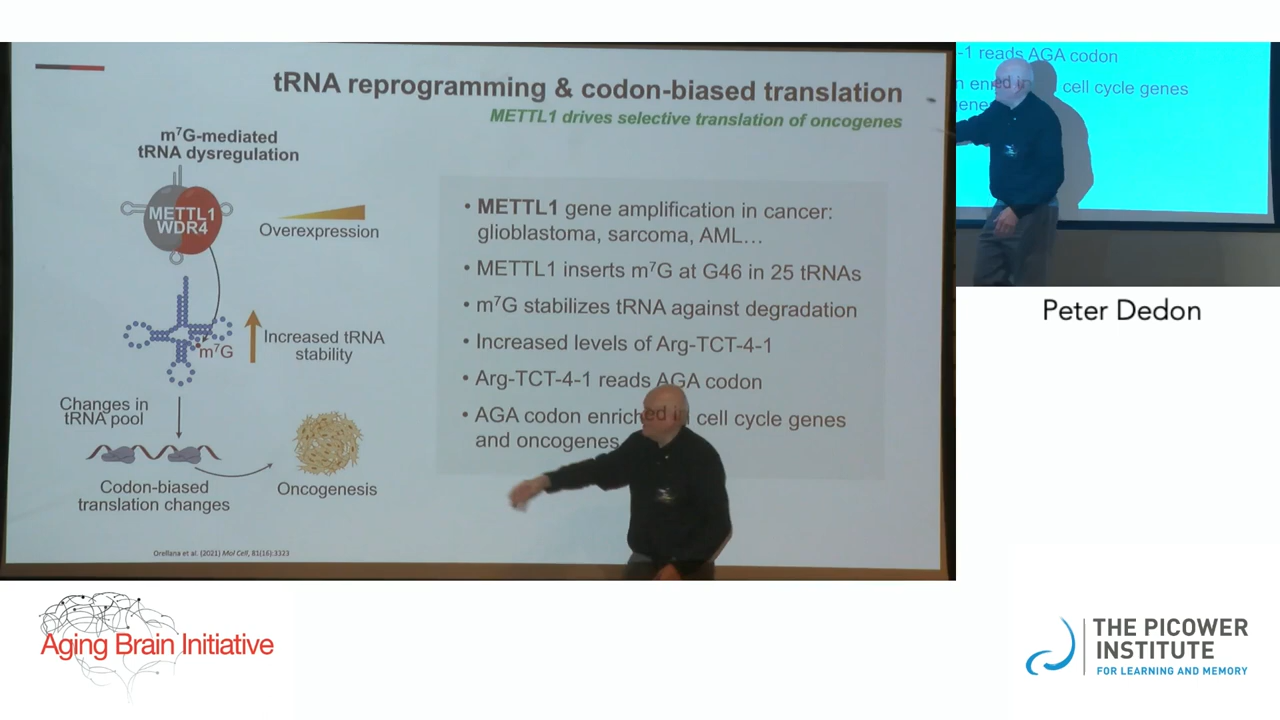 tRNA reprogramming & codon-biased translation
METTL1 drives selective translation of oncogenes
m⁷G-mediated
tRNA dysregulation
METTL1
WDR4
Overexpression
m⁷G
Increased tRNA
stability
Changes in
tRNA pool
Codon-biased
translation changes
Oncogenesis
• METTL1 gene amplification in cancer:
glioblastoma, sarcoma, AML…
• METTL1 inserts m⁷G at G46 in 25 tRNAs
• m⁷G stabilizes tRNA against degradation
• Increased levels of Arg-TCT-4-1
• Arg-TCT-4-1 reads AGA codon
• AGA codon enriched in cell cycle genes
and oncogenes
Orellana et al. (2021) Mol Cell, 81(16):3323
-1 reads AGA codon
n enriched in cell cycle genes
genes
Peter Dedon
Aging Brain Initiative
THE PICOWER
INSTITUTE
FOR LEARNING AND MEMORY